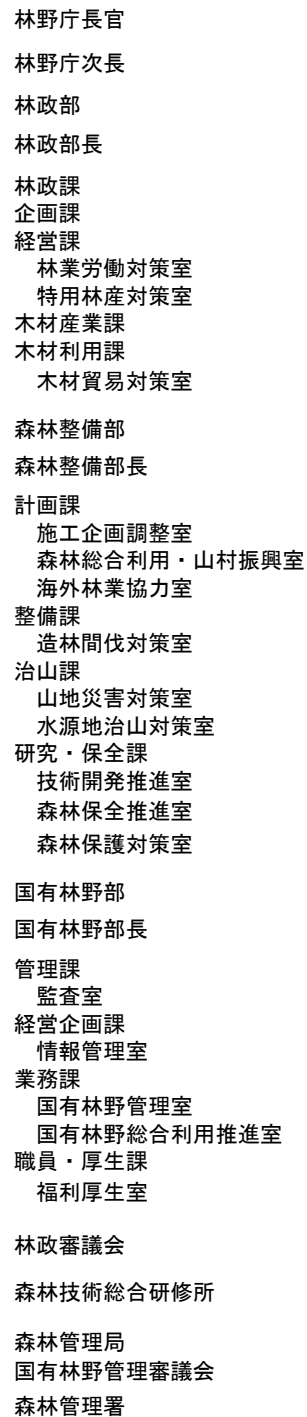 林野庁長官
林野庁次長
林政部
林政部長
林政課
企画課
経営課
林業労働対策室
特用林産対策室
木材産業課
木材利用課
木材貿易対策室
森林整備部
森林整備部長
計画課
施工企画調整室
森林総合利用・山村振興室
海外林業協力室
整備課
造林間伐対策室
治山課
山地災害対策室
水源地治山対策室
研究・保全課
技術開発推進室
森林保全推進室
森林保護対策室
国有林野部
国有林野部長
管理課
監査室
経営企画課
情報管理室
業務課
国有林野管理室
国有林野総合利用推進室
職員・厚生課
福利厚生室
林政審議会
森林技術総合研修所
森林管理局
国有林野管理審議会
森林管理署